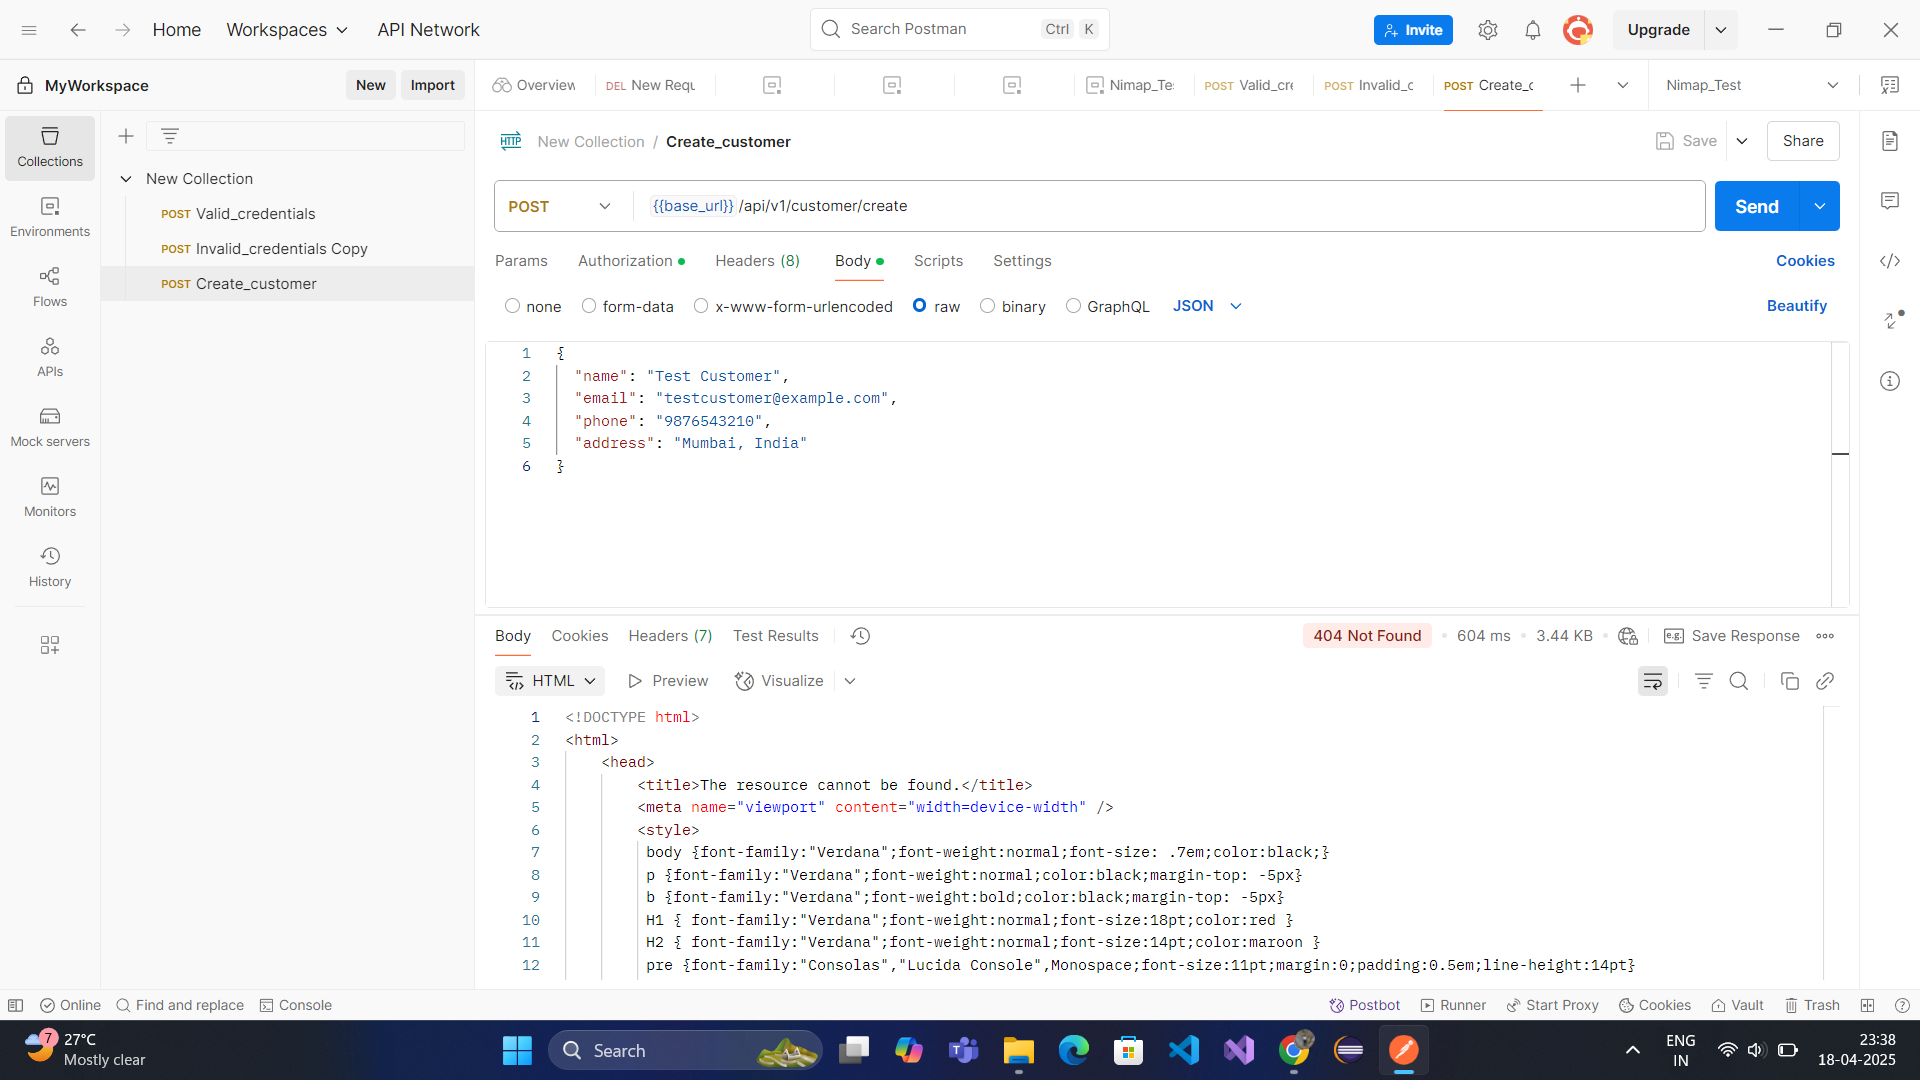 Home
Workspaces
API Network
Search Postman
Ctrl
K
Invite
Upgrade
MyWorkspace
New
Import
Overview
DEL New Requ
Nimap_Te
POST Valid_cre
POST Invalid_c
POST Create_c
Nimap_Test
Collections
Environments
Flows
APIs
Mock servers
Monitors
History
New Collection
POST Valid_credentials
POST Invalid_credentials Copy
POST Create_customer
HTTP
New Collection / Create_customer
Save
Share
POST
{{base_url}} /api/v1/customer/create
Send
Params
Authorization
Headers (8)
Body
Scripts
Settings
Cookies
none
form-data
x-www-form-urlencoded
raw
binary
GraphQL
JSON
Beautify
1 {
2 "name": "Test Customer",
3 "email": "testcustomer@example.com",
4 "phone": "9876543210",
5 "address": "Mumbai, India"
6 }
Body
Cookies
Headers (7)
Test Results
404 Not Found
604 ms
3.44 KB
e.g. Save Response
HTML
Preview
Visualize
1 <!DOCTYPE html>
2 <html>
3 <head>
4 <title>The resource cannot be found.</title>
5 <meta name="viewport" content="width=device-width" />
6 <style>
7 body {font-family:"Verdana";font-weight:normal;font-size: .7em;color:black;}
8 p {font-family:"Verdana";font-weight:normal;color:black;margin-top: -5px}
9 b {font-family:"Verdana";font-weight:bold;color:black;margin-top: -5px}
10 H1 { font-family:"Verdana";font-weight:normal;font-size:18pt;color:red }
11 H2 { font-family:"Verdana";font-weight:normal;font-size:14pt;color:maroon }
12 pre {font-family:"Consolas","Lucida Console",Monospace;font-size:11pt;margin:0;padding:0.5em;line-height:14pt}
Online
Find and replace
Console
Postbot
Runner
Start Proxy
Cookies
Vault
Trash
7
27°C
Mostly clear
Search
ENG
IN
23:38
18-04-2025